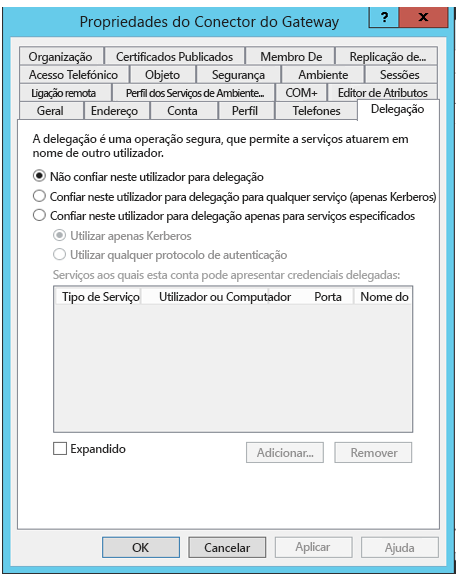 Propriedades do Conector do Gateway
?
x
Organização
Certificados Publicados
Membro De
Replicação de...
Acesso Telefónico
Objeto
Segurança
Ambiente
Sessões
Ligação remota
Perfil dos Serviços de Ambiente...
COM+
Editor de Atributos
Geral
Endereço
Conta
Perfil
Telefones
Delegação
A delegação é uma operação segura, que permite a serviços atuarem em
nome de outro utilizador.
Não confiar neste utilizador para delegação
Confiar neste utilizador para delegação para qualquer serviço (apenas Kerberos)
Confiar neste utilizador para delegação apenas para serviços especificados
Utilizar apenas Kerberos
Utilizar qualquer protocolo de autenticação
Serviços aos quais esta conta pode apresentar credenciais delegadas:
Tipo de Serviço
Utilizador ou Computador
Porta
Nome do
Expandido
Adicionar...
Remover
OK
Cancelar
Aplicar
Ajuda